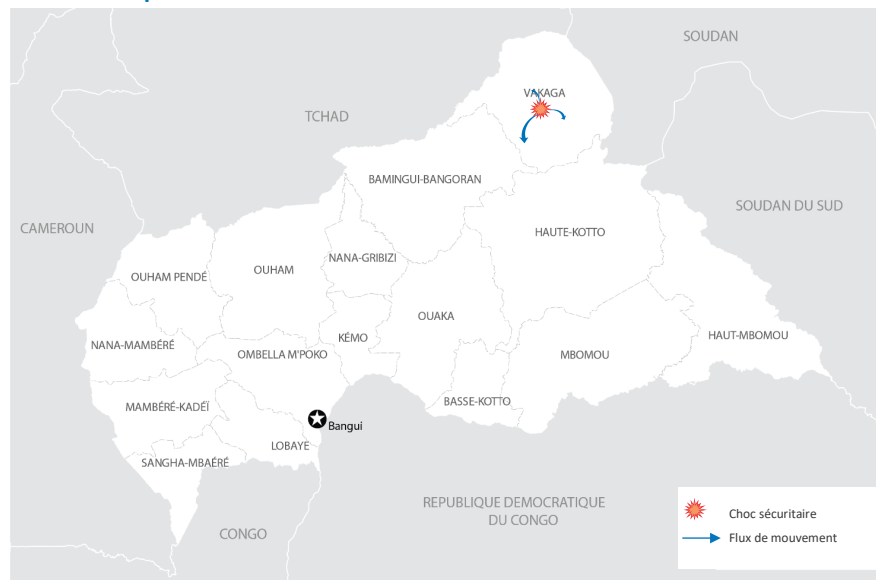 SOUDAN
VAKAGA
TCHAD
BAMINGUI-BANGORAN
SOUDAN DU SUD
CAMEROUN
HAUTE-KOTTO
NANA-GRIBIZI
OUHAM
OUHAM PENDÉ
OUAKA
KÉMO
HAUT-MBOMOU
NANA-MAMBÉRÉ
OMBELLA M'POKO
MBOMOU
BASSE-KOTTO
MAMBÉRÉ-KADÉÏ
Bangui
LOBAYE
SANGHA-MBAÉRÉ
REPUBLIQUE DEMOCRATIQUE
DU CONGO
CONGO
Choc sécuritaire
Flux de mouvement